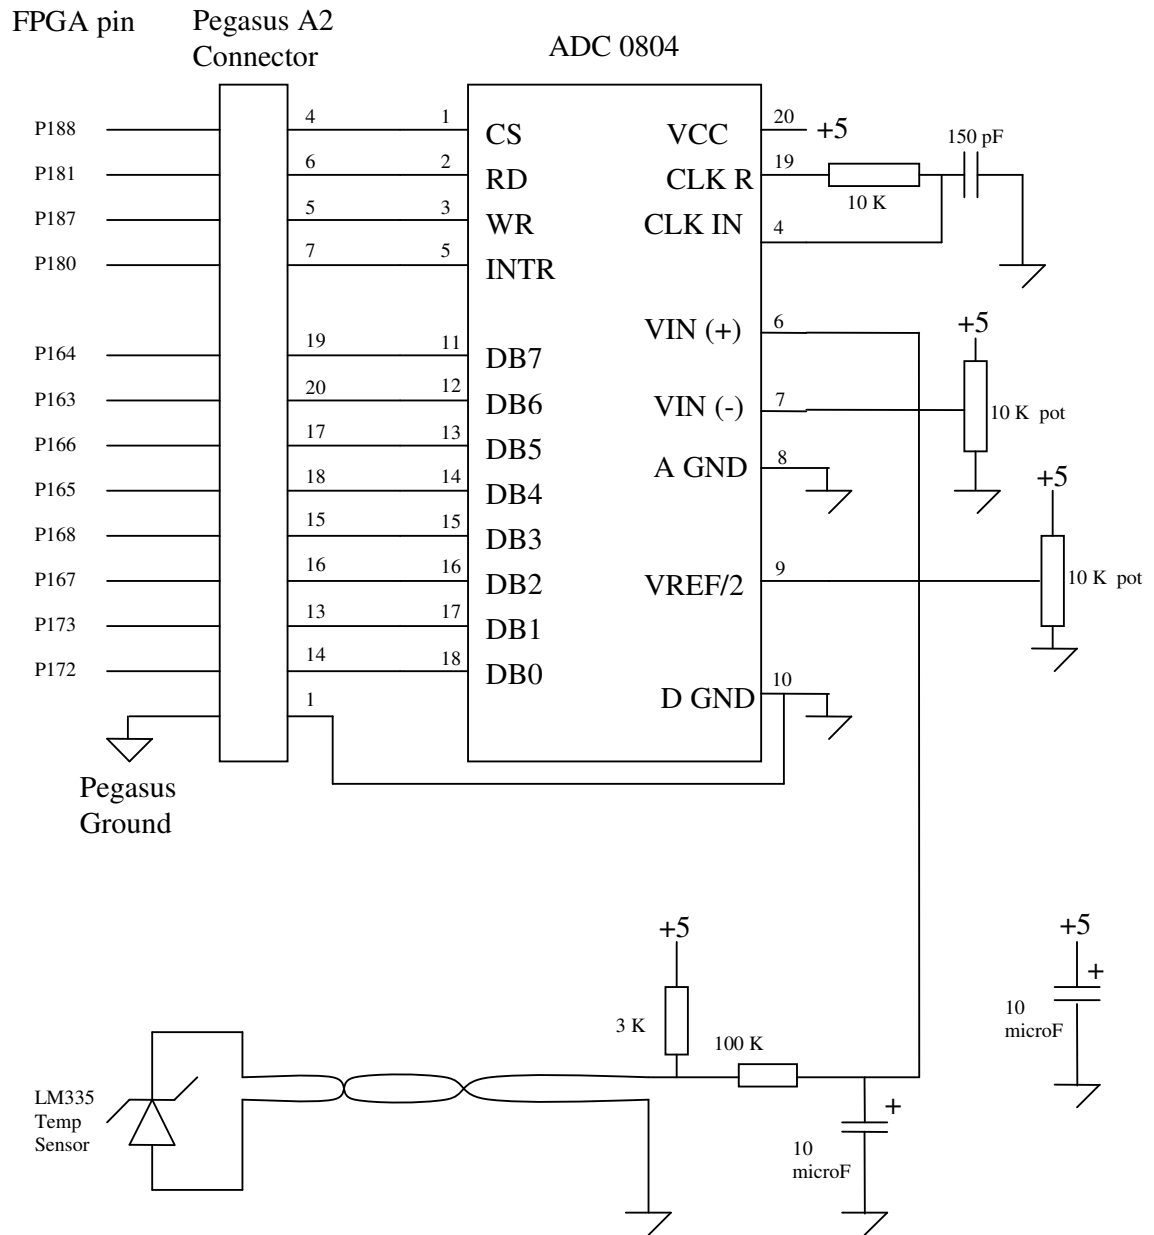 FPGA pin
Pegasus A2
Connector
ADC 0804
P188 4 1 CS VCC 20 +5
150 pF
P181 6 2 RD CLK R 19
10 K
P187 5 3 WR CLK IN 4
P180 7 5 INTR
VIN (+) 6 +5
P164 19 11 DB7
P163 20 12 DB6 VIN (-) 7 10 K pot
P166 17 13 DB5
A GND 8 +5
P165 18 14 DB4
P168 15 15 DB3
P167 16 16 DB2 VREF/2 9 10 K pot
P173 13 17 DB1
P172 14 18 DB0
1 D GND 10
Pegasus
Ground
+5 +5
+
3 K 10
microF
100 K
LM335
Temp
Sensor
+
10
microF